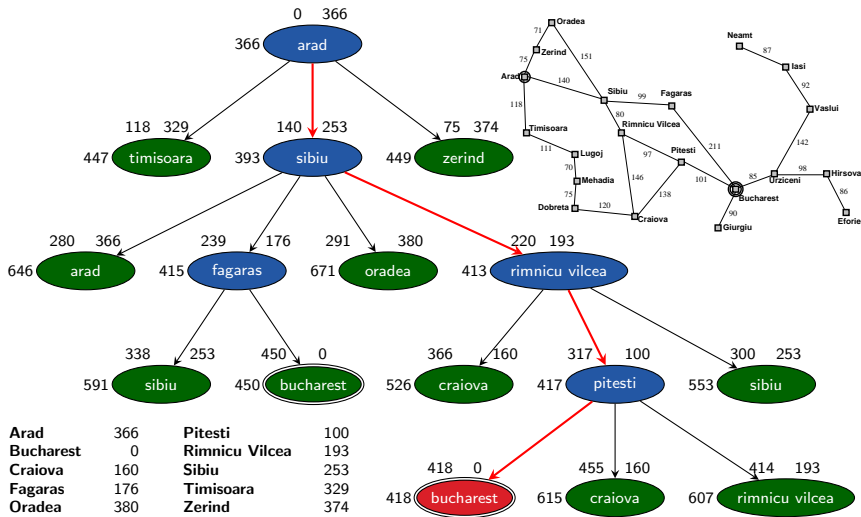 0 366
366 arad
118 329
447 timisoara
140 253
393 sibiu
75 374
449 zerind
280 366
646 arad
239 176
415 fagaras
291 380
671 oradea
220 193
413 rimnicu vilcea
338 253
591 sibiu
450 0
450 bucharest
366 160
526 craiova
317 100
417 pitesti
300 253
553 sibiu
418 0
418 bucharest
455 160
615 craiova
414 193
607 rimnicu vilcea
Oradea
71
Zerind
75
151
Arad
140
118
Sibiu
99
Fagaras
80
Timisoara
Rimnicu Vilcea
111
Lugoj
97
Pitesti
211
70
Mehadia
146
138
101
75
Dobreta
120
Craiova
Neamt
87
Iasi
92
Vaslui
142
85
98
Hirsova
Urziceni
86
Bucharest
90
Giurgiu
Eforie
Arad 366 Pitesti 100
Bucharest 0 Rimnicu Vilcea 193
Craiova 160 Sibiu 253
Fagaras 176 Timisoara 329
Oradea 380 Zerind 374